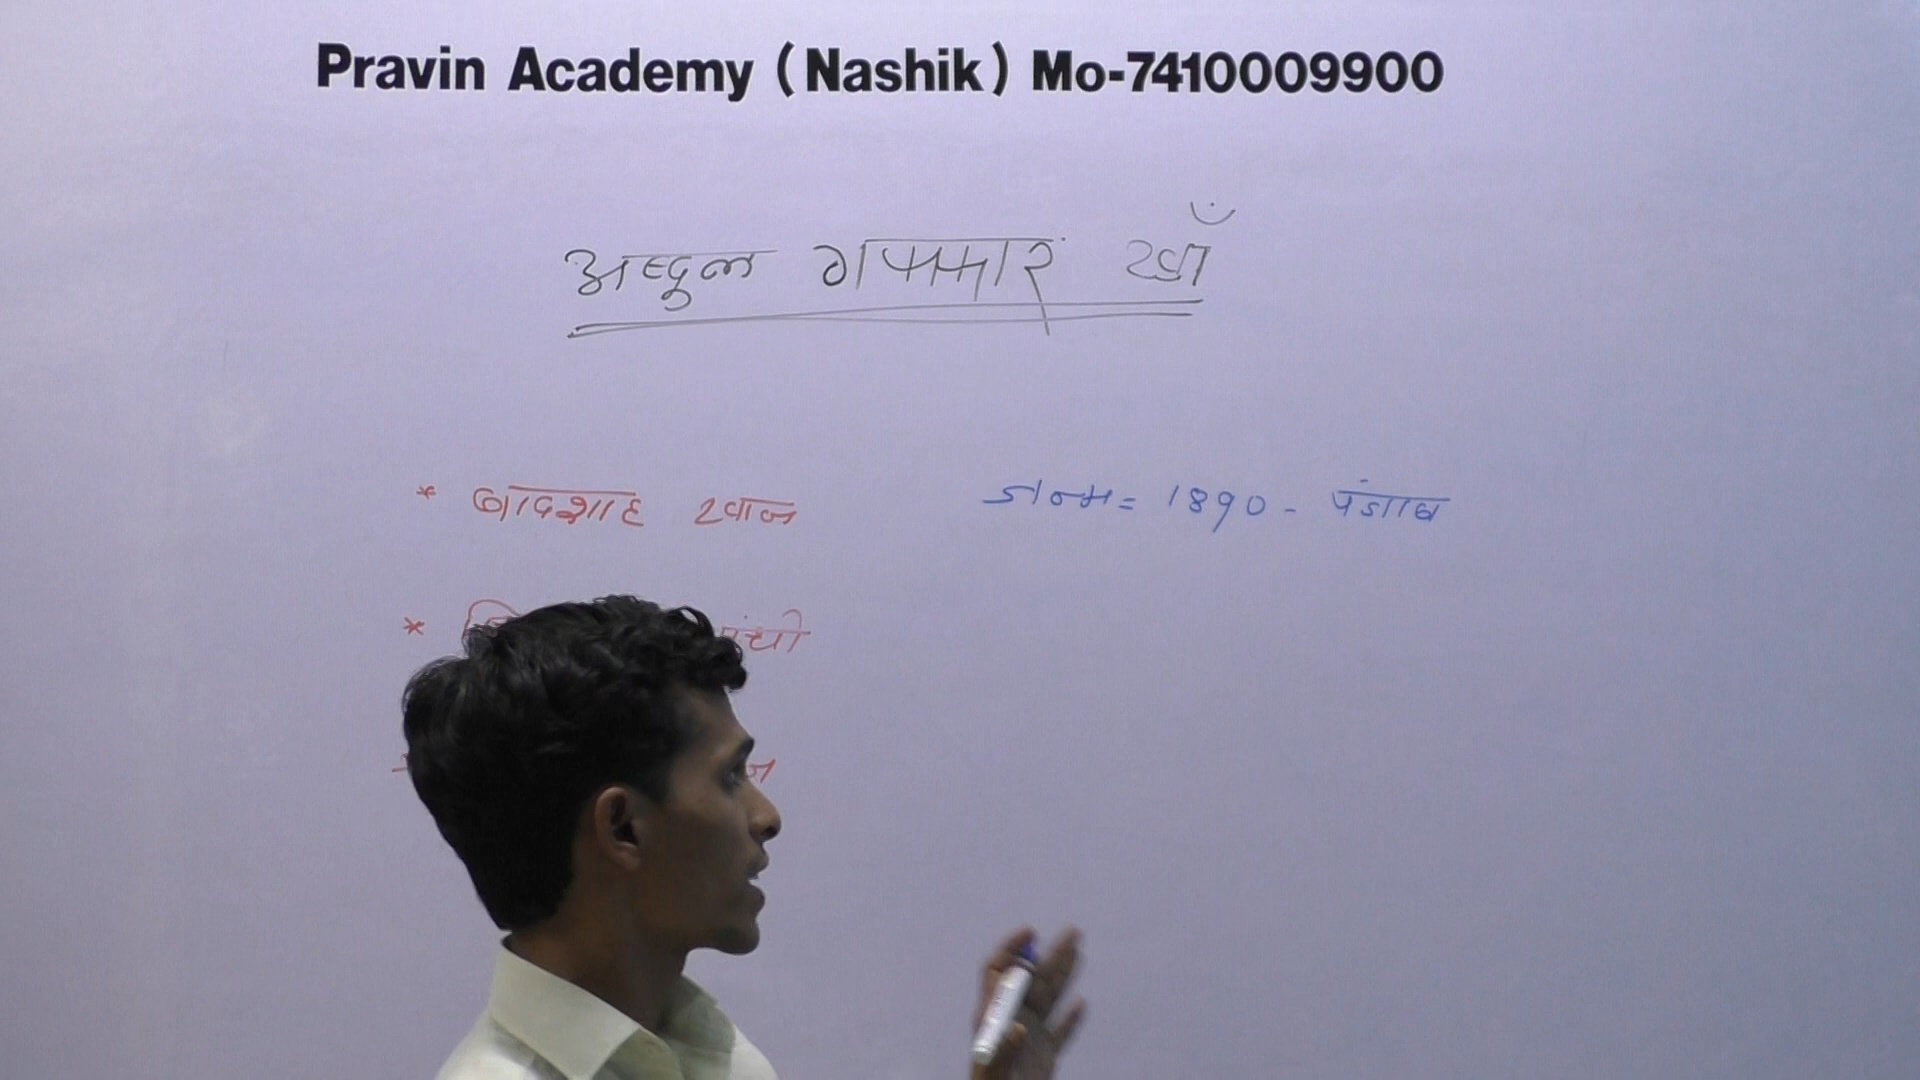 Pravin Academy (Nashik) Mo-7410009900
अब्दुल गफ्फार खाँ
* बादशाह खान
जन्म = 1890 - पंजाब
*